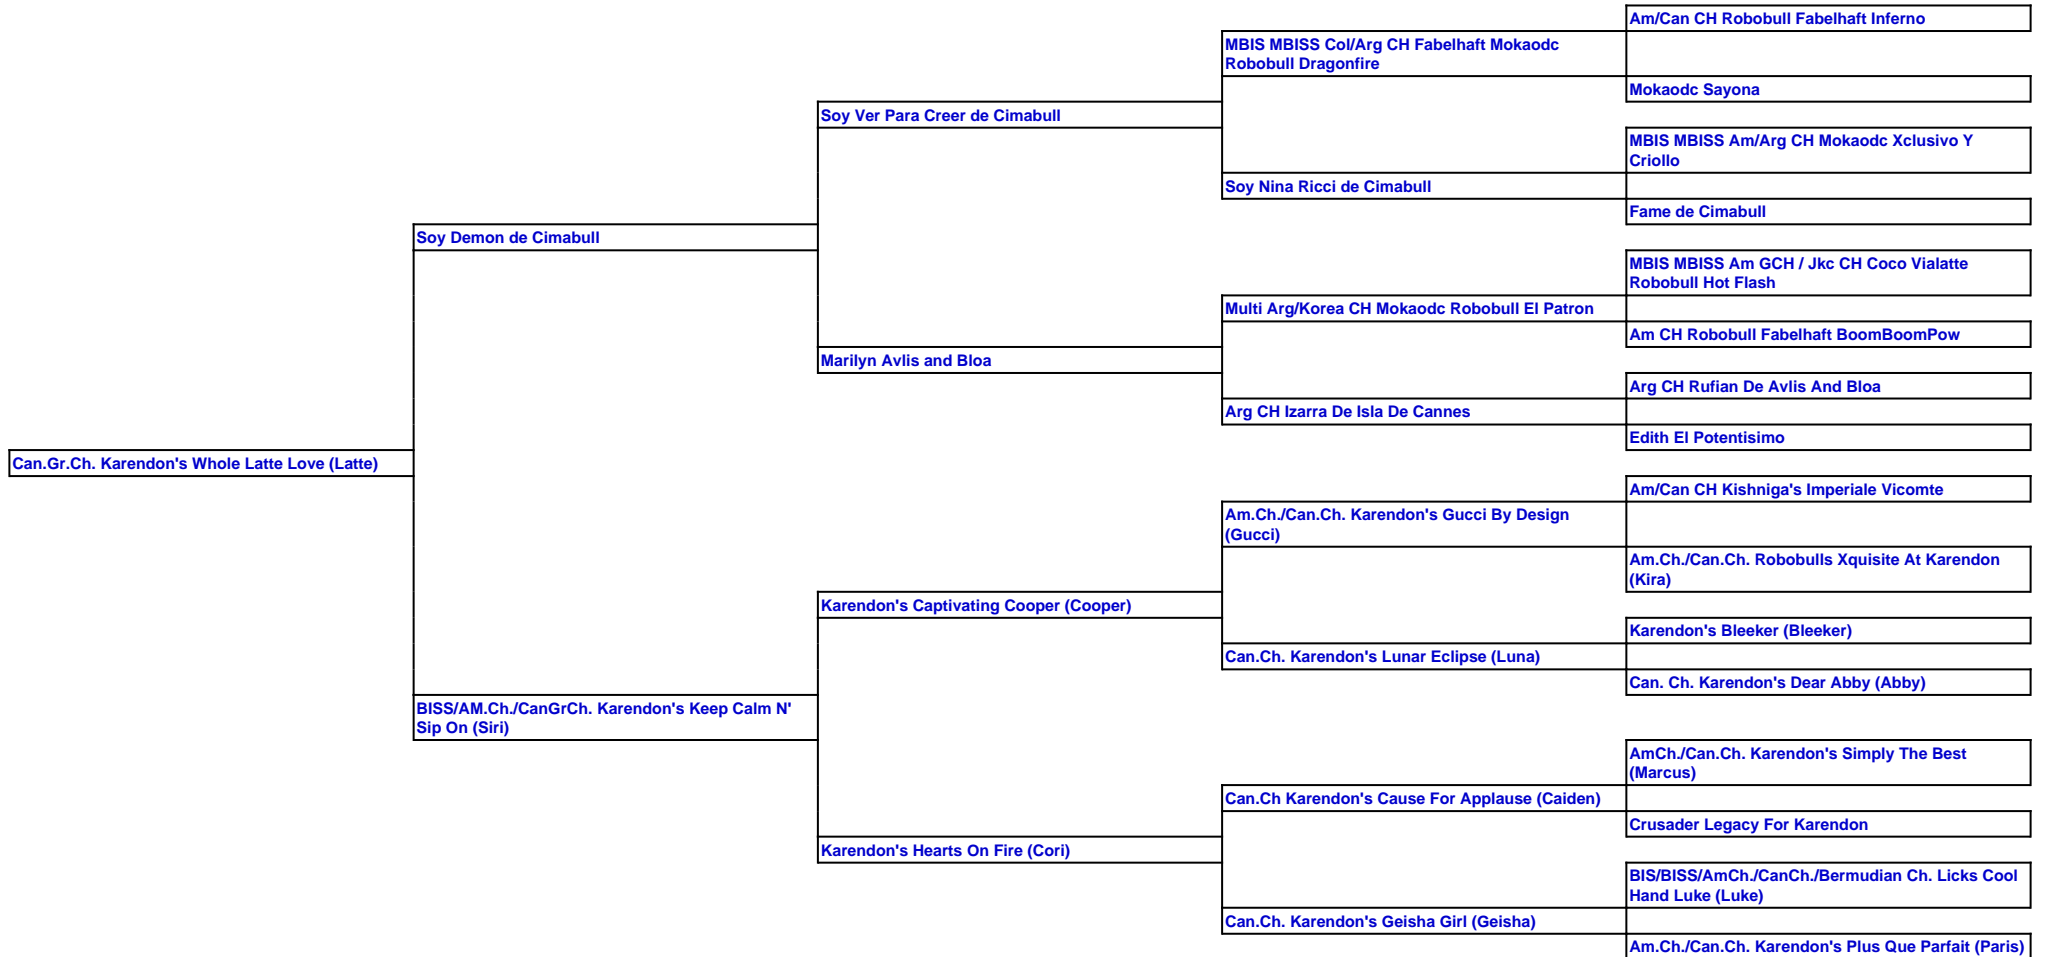 Am/Can CH Robobull Fabelhaft Inferno
MBIS MBISS Col/Arg CH Fabelhaft Mokaodc
Robobull Dragonfire
Mokaodc Sayona
Soy Ver Para Creer de Cimabull
MBIS MBISS Am/Arg CH Mokaodc Xclusivo Y
Criollo
Soy Nina Ricci de Cimabull
Fame de Cimabull
Soy Demon de Cimabull
MBIS MBISS Am GCH / Jkc CH Coco Vialatte
Robobull Hot Flash
Multi Arg/Korea CH Mokaodc Robobull El Patron
Am CH Robobull Fabelhaft BoomBoomPow
Marilyn Avlis and Bloa
Arg CH Rufian De Avlis And Bloa
Arg CH Izarra De Isla De Cannes
Edith El Potentisimo
Can.Gr.Ch. Karendon's Whole Latte Love (Latte)
Am/Can CH Kishniga's Imperiale Vicomte
Am.Ch./Can.Ch. Karendon's Gucci By Design
(Gucci)
Am.Ch./Can.Ch. Robobulls Xquisite At Karendon
(Kira)
Karendon's Captivating Cooper (Cooper)
Karendon's Bleeker (Bleeker)
Can.Ch. Karendon's Lunar Eclipse (Luna)
Can. Ch. Karendon's Dear Abby (Abby)
BISS/AM.Ch./CanGrCh. Karendon's Keep Calm N'
Sip On (Siri)
AmCh./Can.Ch. Karendon's Simply The Best
(Marcus)
Can.Ch Karendon's Cause For Applause (Caiden)
Crusader Legacy For Karendon
Karendon's Hearts On Fire (Cori)
BIS/BISS/AmCh./CanCh./Bermudian Ch. Licks Cool
Hand Luke (Luke)
Can.Ch. Karendon's Geisha Girl (Geisha)
Am.Ch./Can.Ch. Karendon's Plus Que Parfait (Paris)